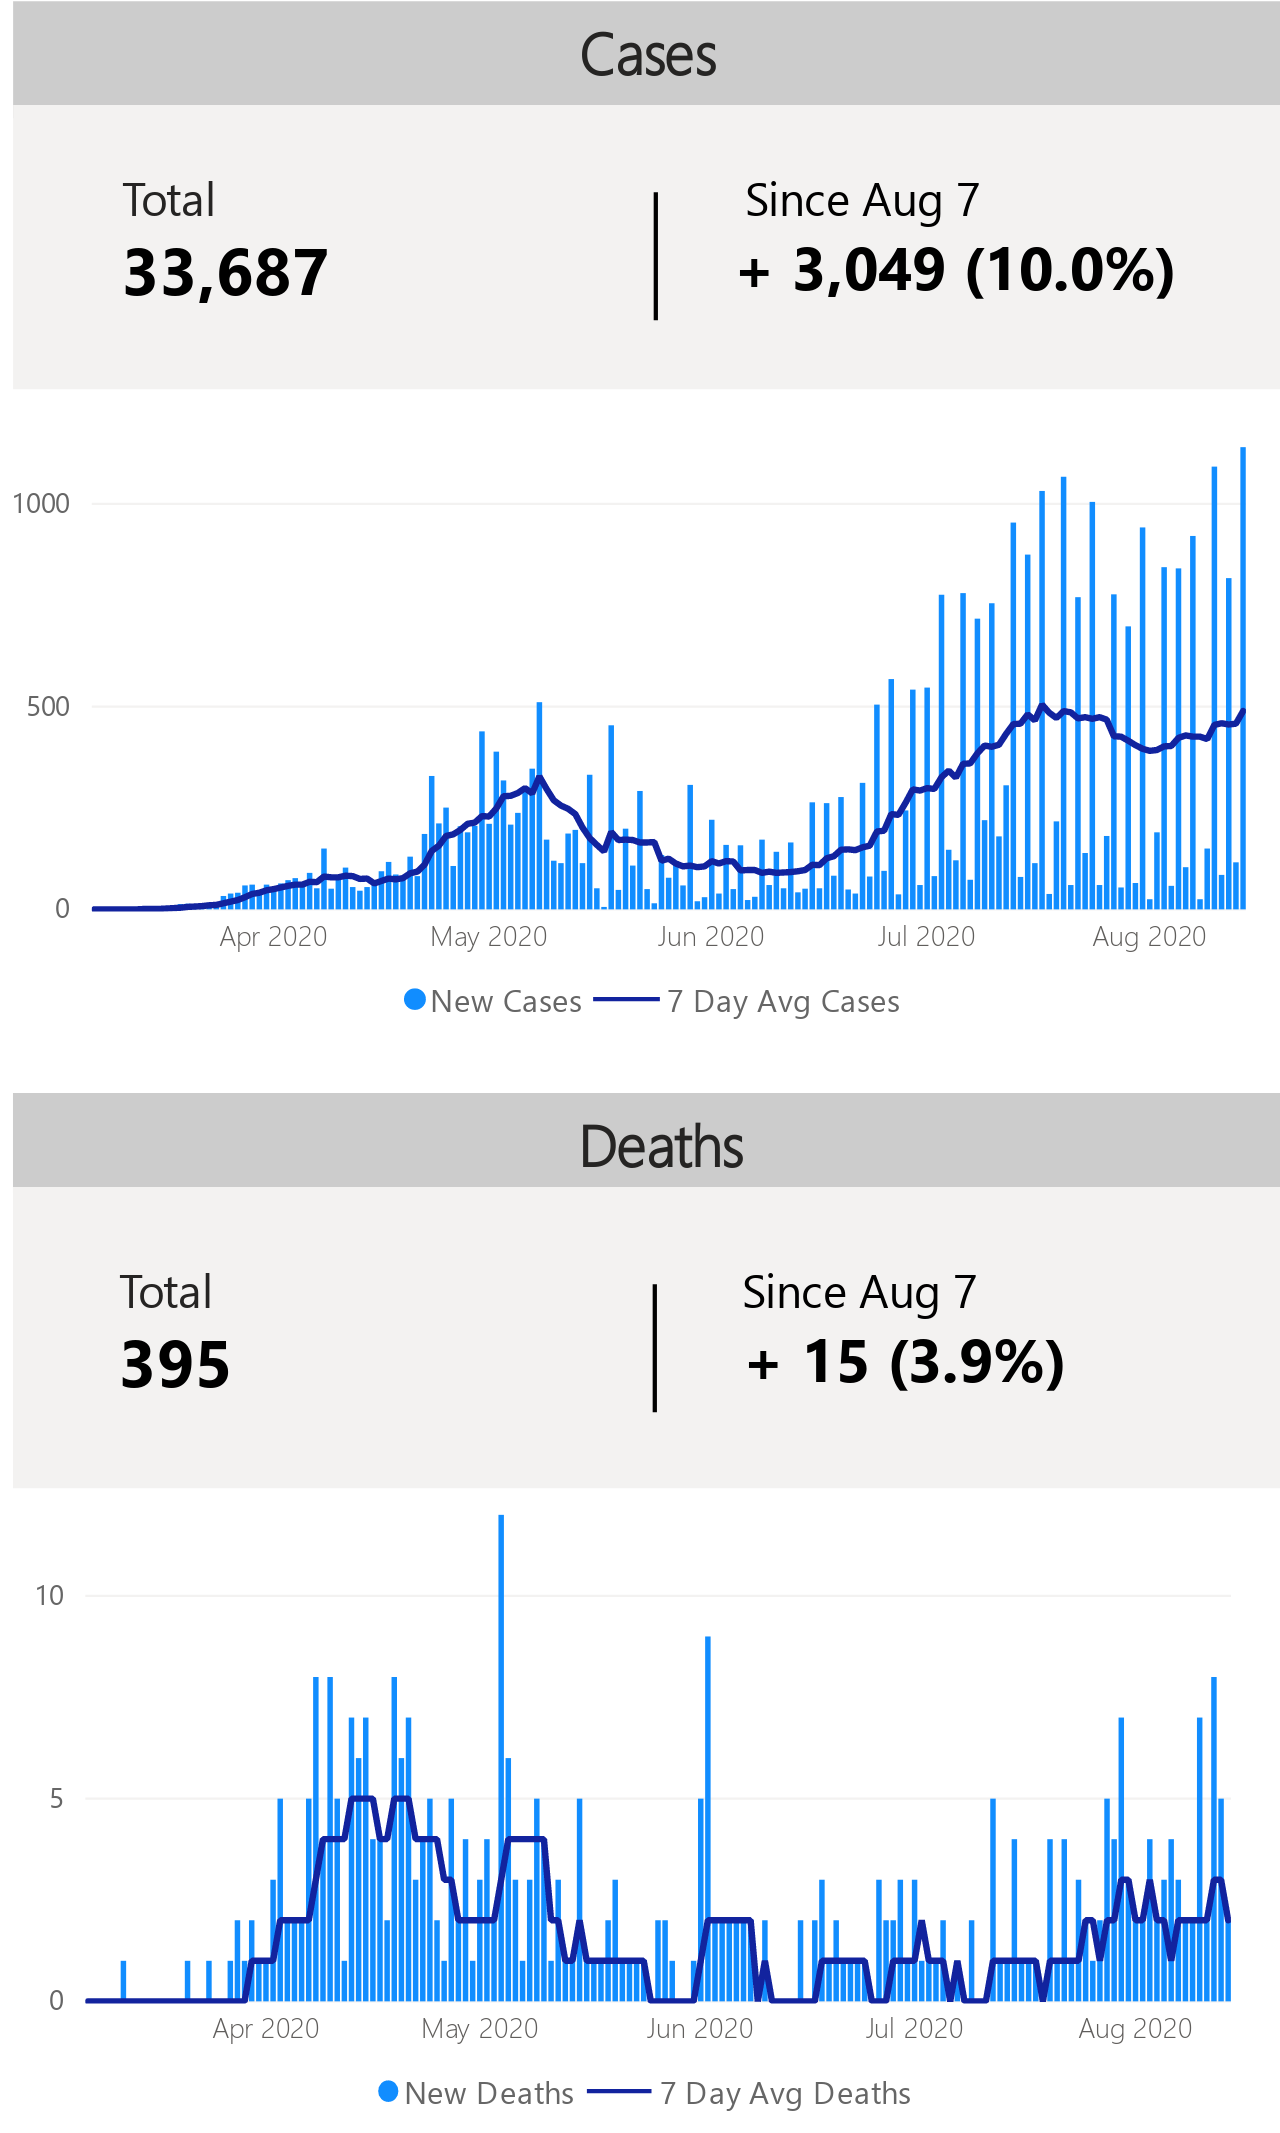 Cases
Total
Since Aug 7
33,687
+ 3,049 (10.0%)
1000
500
0
Apr 2020 May 2020 Jun 2020 Jul 2020 Aug 2020
New Cases 7 Day Avg Cases
Deaths
Total
Since Aug 7
395
+ 15 (3.9%)
10
5
0
Apr 2020 May 2020 Jun 2020 Jul 2020 Aug 2020
New Deaths 7 Day Avg Deaths